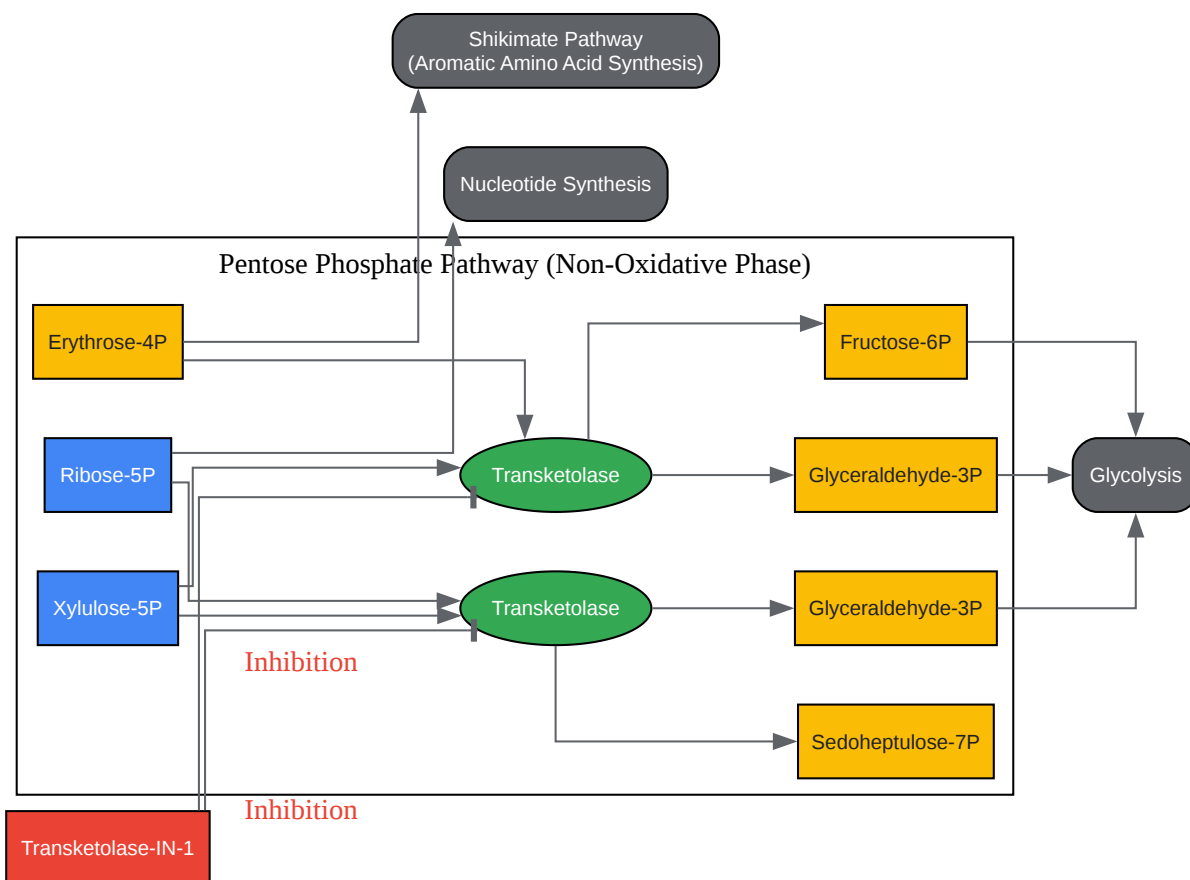 Shikimate Pathway
(Aromatic Amino Acid Synthesis)
Nucleotide Synthesis
Pentose Phosphate Pathway (Non-Oxidative Phase)
Erythrose-4P
Fructose-6P
Ribose-5P
Transketolase
Glyceraldehyde-3P
Glycolysis
Xylulose-5P
Transketolase
Glyceraldehyde-3P
Inhibition
Sedoheptulose-7P
Inhibition
Transketolase-IN-1